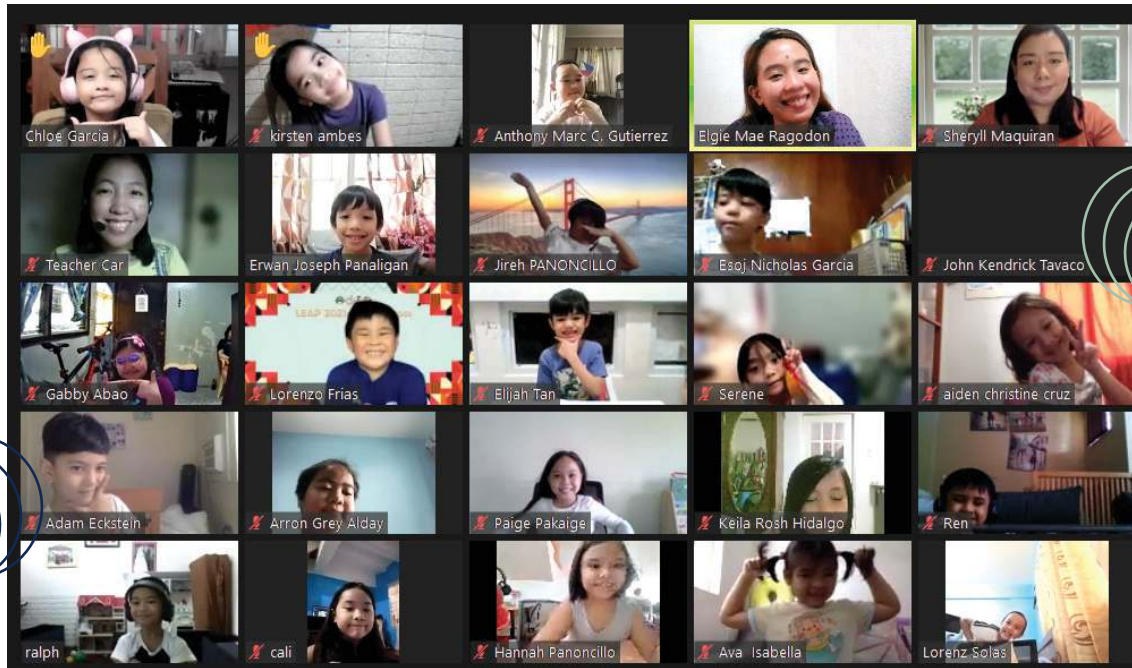 Chloe Garcia
kirsten ambes
Anthony Marc C. Gutierrez
Elgie Mae Ragodon
Sheryll Maquiran
Teacher Car
Erwan Joseph Panaligan
Jireh PANONCILLO
Esoj Nicholas Garcia
John Kendrick Tavaco
Gabby Abao
LEAP 2021
Lorenzo Frias
Elijah Tan
Serene
aiden christine cruz
Adam Eckstein
Arron Grey Alday
Paige Pakaige
Keila Rosh Hidalgo
Ren
ralph
cali
Hannah Panoncillo
Ava Isabella
Lorenz Solas